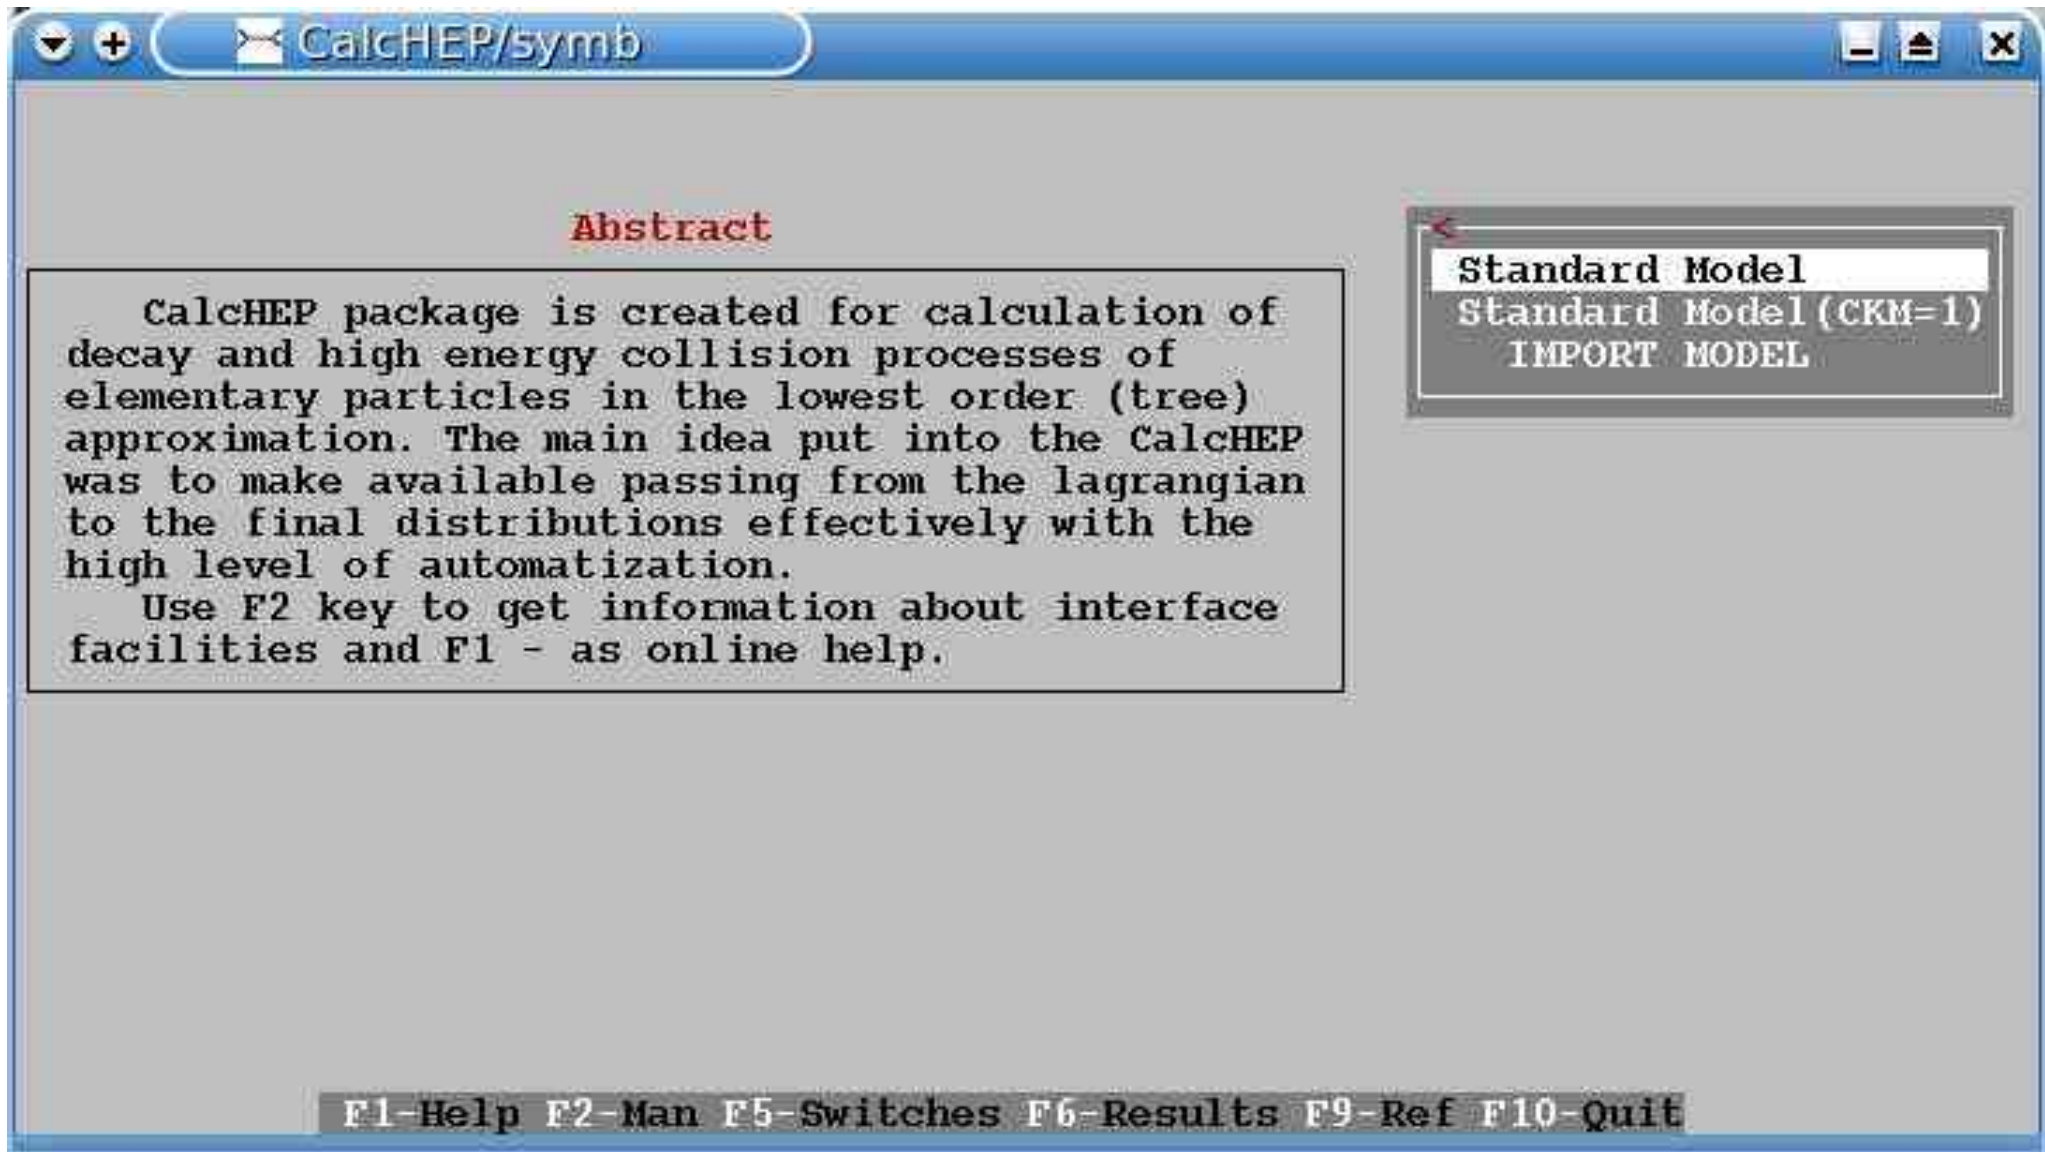 CalcHEP/symb
Abstract
CalcHEP package is created for calculation of
decay and high energy collision processes of
elementary particles in the lowest order (tree)
approximation. The main idea put into the CalcHEP
was to make available passing from the lagrangian
to the final distributions effectively with the
high level of automatization.
Use F2 key to get information about interface
facilities and F1 - as online help.
<
Standard Model
Standard Model(CKM=1)
IMPORT MODEL
F1-Help F2-Man F5-Switches F6-Results F9-Ref F10-Quit